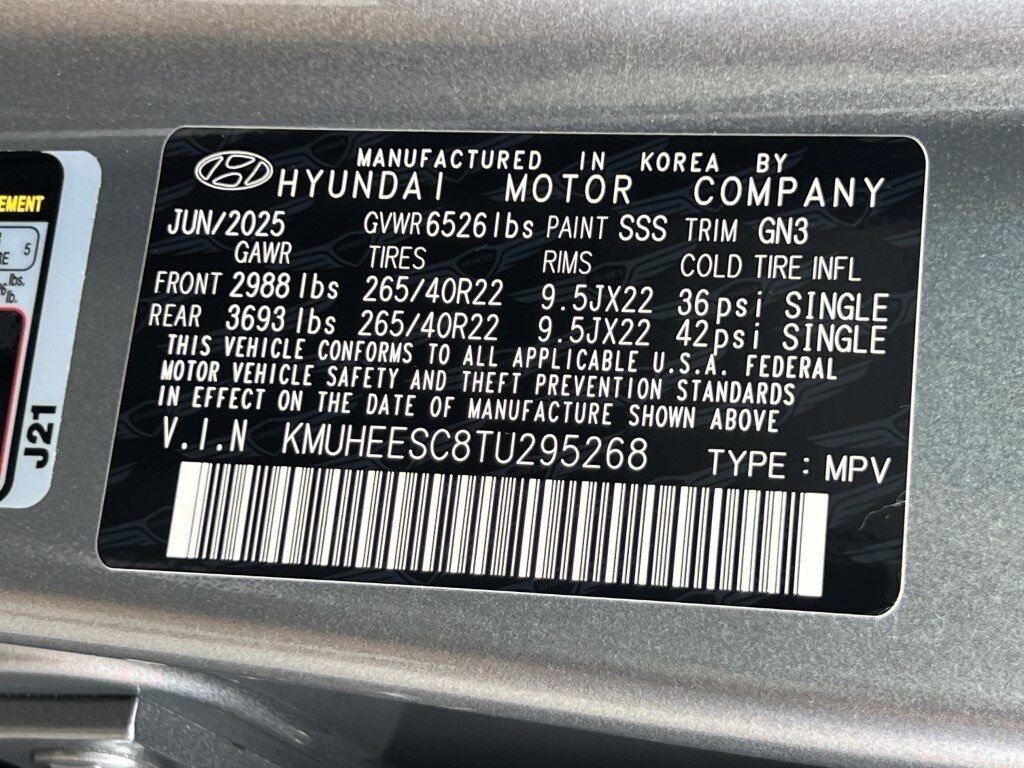 MANUFACTURED IN KOREA BY
HYUNDAI MOTOR COMPANY
JUN/2025 GVWR 6526 lbs PAINT SSS TRIM GN3
GAWR TIRES RIMS COLD TIRE INFL
FRONT 2988 lbs 265/40R22 9.5JX22 36psi SINGLE
REAR 3693 lbs 265/40R22 9.5JX22 42psi SINGLE
THIS VEHICLE CONFORMS TO ALL APPLICABLE U.S.A. FEDERAL
MOTOR VEHICLE SAFETY AND THEFT PREVENTION STANDARDS
IN EFFECT ON THE DATE OF MANUFACTURE SHOWN ABOVE
V.I.N KMUHEESC8TU295268 TYPE : MPV
EMENT
5
lbs.
lb.
J21